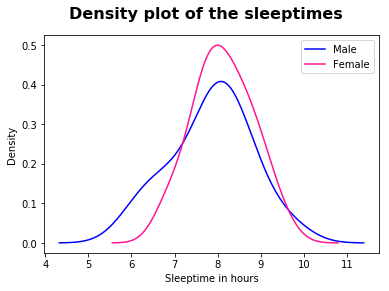 Density plot of the sleeptimes
Male
Female
Density
0.5
0.4
0.3
0.2
0.1
0.0
4 5 6 7 8 9 10 11
Sleeptime in hours